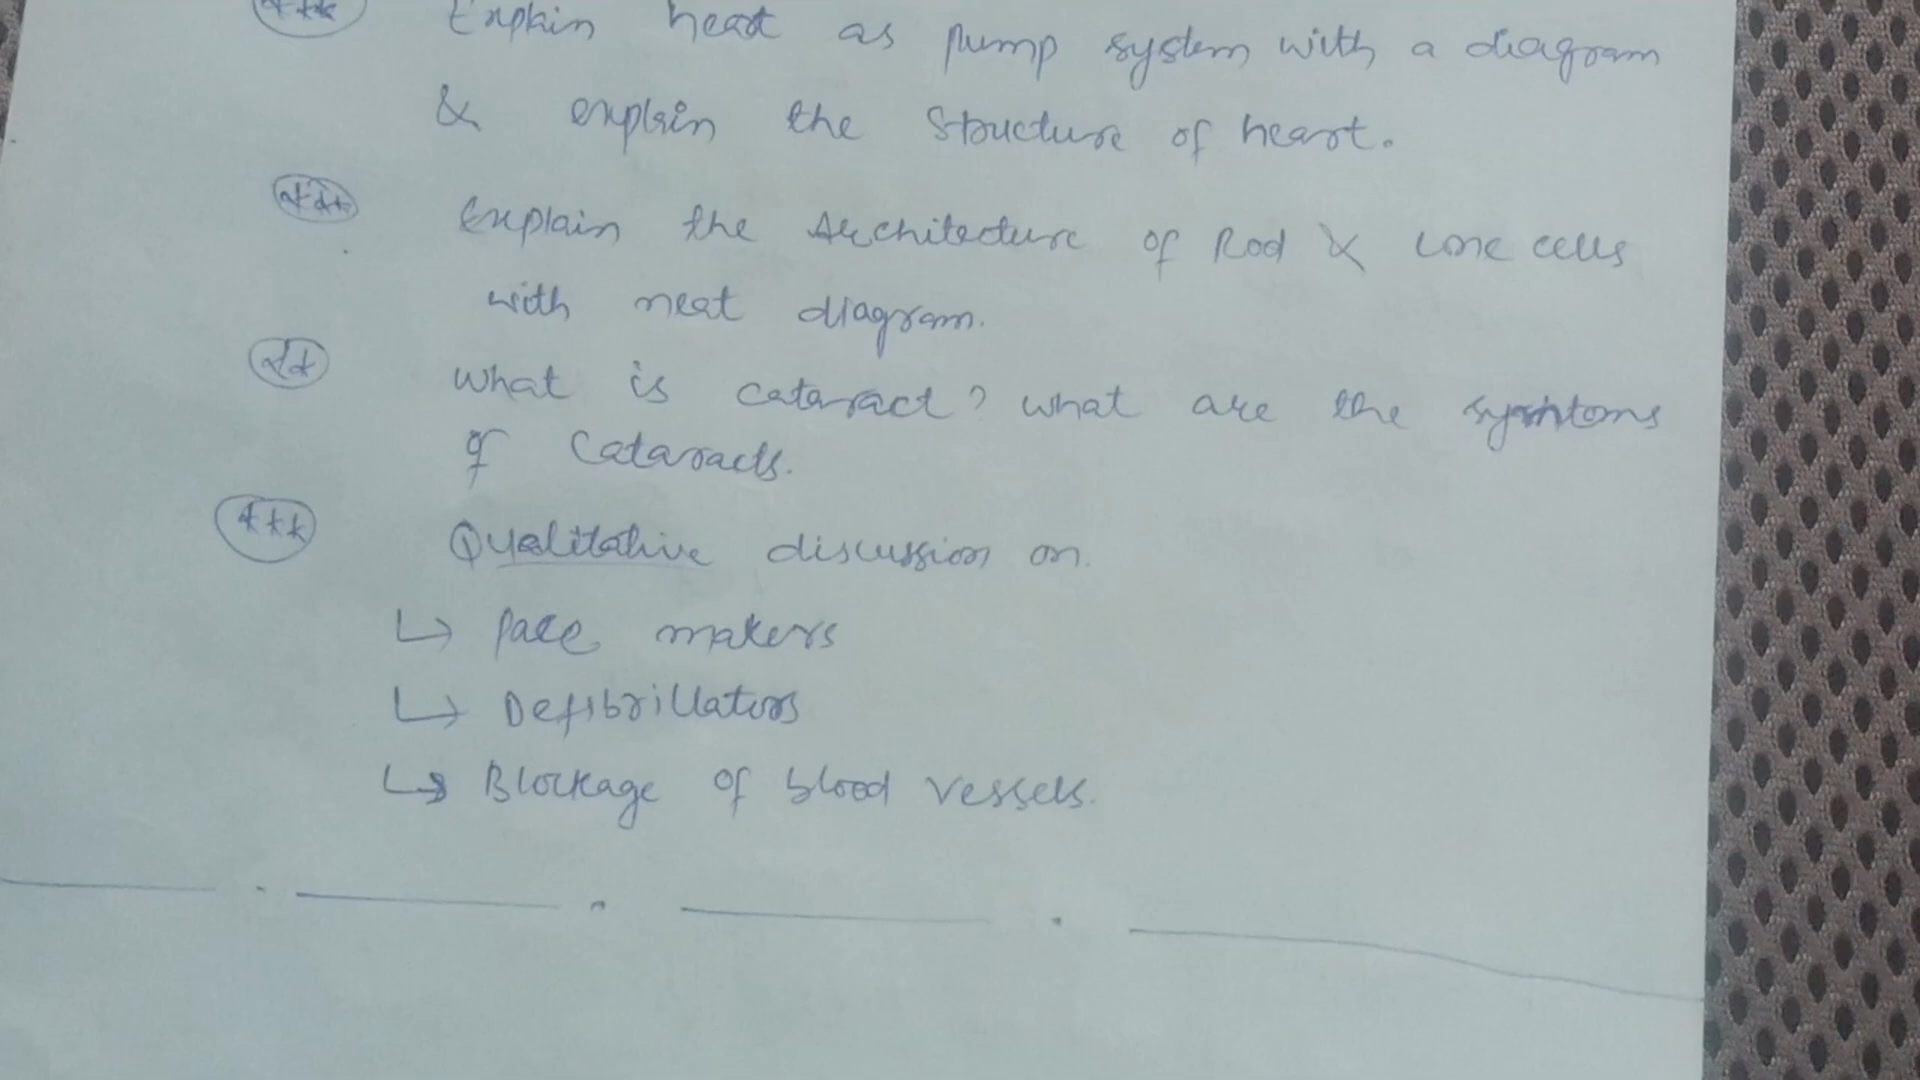 *** Explain heart as pump system with a diagram
& explain the structure of heart.
*** Explain the Architecture of Rod & Cone cells
with neat diagram.
** What is cataract? what are the symtoms
of cataracts.
*** Qualitative discussion on.
↳ Pace makers
↳ Defibrillators
↳ Blockage of blood vessels.